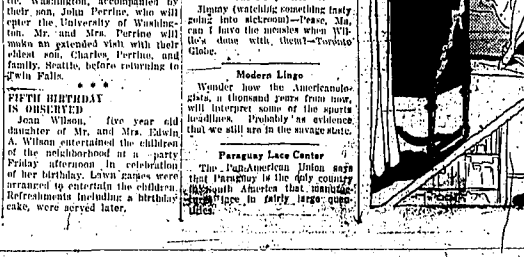 tle, Washington, accompanied by
their son, John Perrine, who will
enter the University of Washing-
ton. Mr. and Mrs. Perrine will
make an extended visit with their
eldest son, Charles Perrine, and
family, Seattle, before returning to
Twin Falls.
* * *
FIFTH BIRTHDAY
IS OBSERVED
Joan Wilson, five year old
daughter of Mr. and Mrs. Edwin
A. Wilson entertained the children
of the neighborhood at a party
Friday afternoon in celebration
of her birthday. Lawn games were
arranged to entertain the children.
Refreshments including a birthday
cake, were served later.
Jimmy (watching something tasty
going into sickroom)—Please, Ma,
can I have the measles when Wil-
lie's done with them?—Toronto
Globe.
Modern Lingo
Wonder how the Americanolo-
gists, a thousand years from now,
will interpret some of the sports
headlines. Probably as evidence
that we still are in the savage state.
Paraguay Lace Center
The Pan-American Union says
that Paraguay is the only country
in South America that manufac-
tures lace in fairly large quan-
tities.